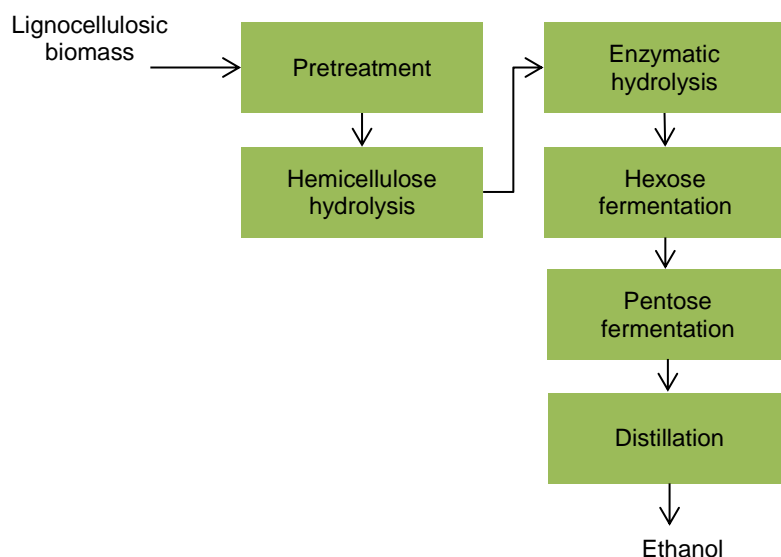 Lignocellulosic
biomass
Pretreatment
Hemicellulose
hydrolysis
Enzymatic
hydrolysis
Hexose
fermentation
Pentose
fermentation
Distillation
Ethanol